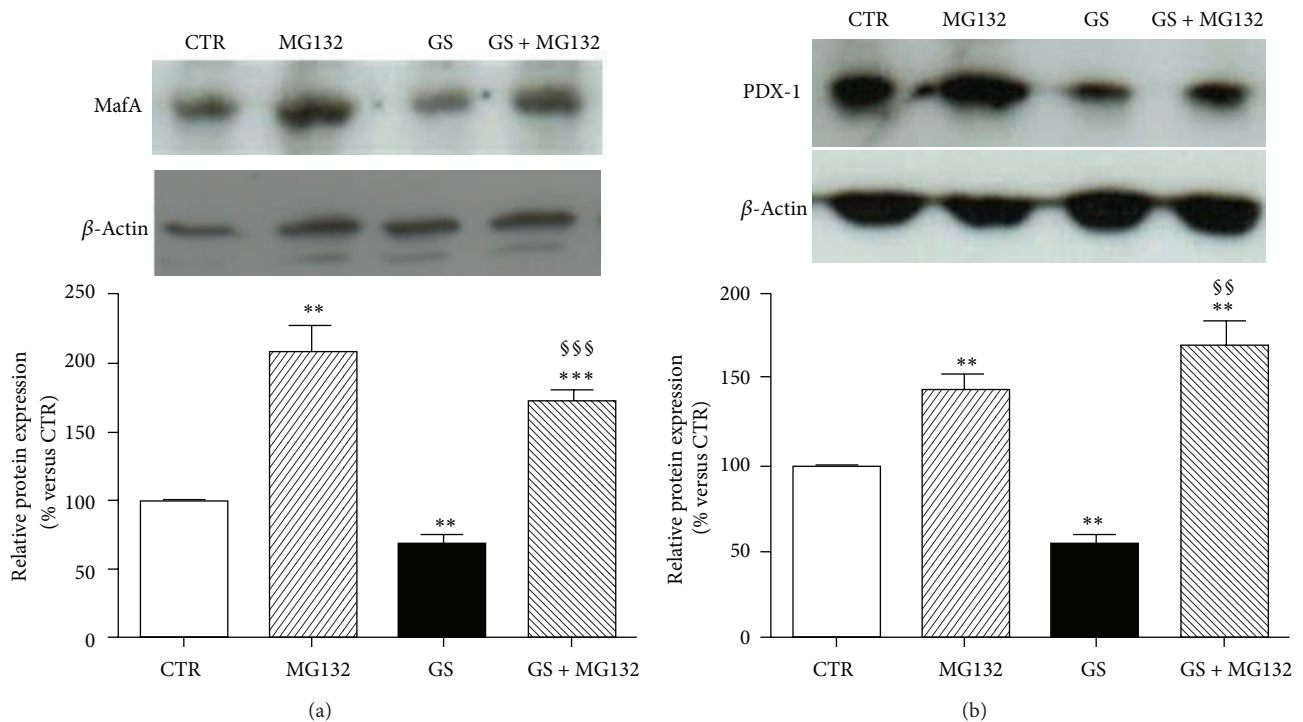 CTR MG132 GS GS + MG132
MafA
β-Actin
250
200
150
100
50
0
Relative protein expression
(% versus CTR)
**
**
§§§
***
CTR MG132 GS GS + MG132
(a)
CTR MG132 GS GS + MG132
PDX-1
β-Actin
200
150
100
50
0
Relative protein expression
(% versus CTR)
**
**
§§
**
CTR MG132 GS GS + MG132
(b)